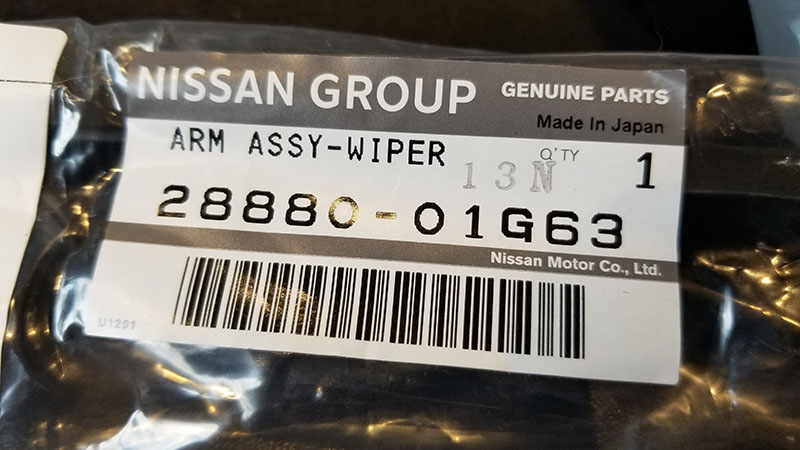 NISSAN GROUP GENUINE PARTS
Made In Japan
ARM ASSY-WIPER
13N Q'TY 1
28880-01G63
Nissan Motor Co., Ltd.
U1201